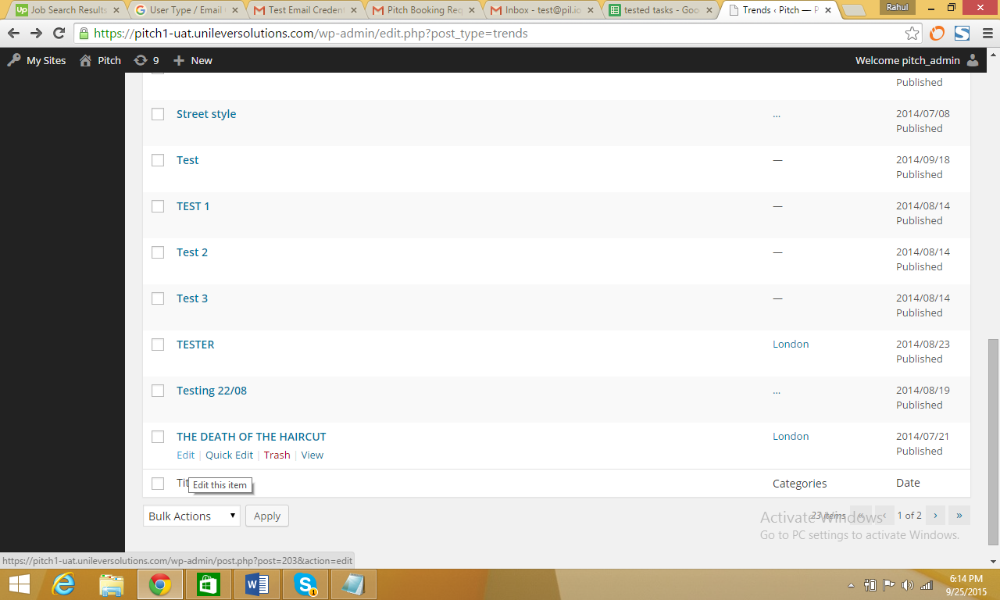 Job Search Results
User Type / Email
Test Email Creden
Pitch Booking Req
Inbox - test@pil.io
tested tasks - Goo
Trends ‹ Pitch — P
Rahul
https://pitch1-uat.unileversolutions.com/wp-admin/edit.php?post_type=trends
My Sites Pitch 9 New Welcome pitch_admin
Published
Street style ... 2014/07/08
Published
Test — 2014/09/18
Published
TEST 1 — 2014/08/14
Published
Test 2 — 2014/08/14
Published
Test 3 — 2014/08/14
Published
TESTER London 2014/08/23
Published
Testing 22/08 ... 2014/08/19
Published
THE DEATH OF THE HAIRCUT London 2014/07/21
Edit | Quick Edit | Trash | View Published
Tit Categories Date
Edit this item
Bulk Actions Apply 23 items « ‹ 1 of 2 › »
Activate Windows
Go to PC settings to activate Windows.
https://pitch1-uat.unileversolutions.com/wp-admin/post.php?post=203&action=edit
6:14 PM
9/25/2015